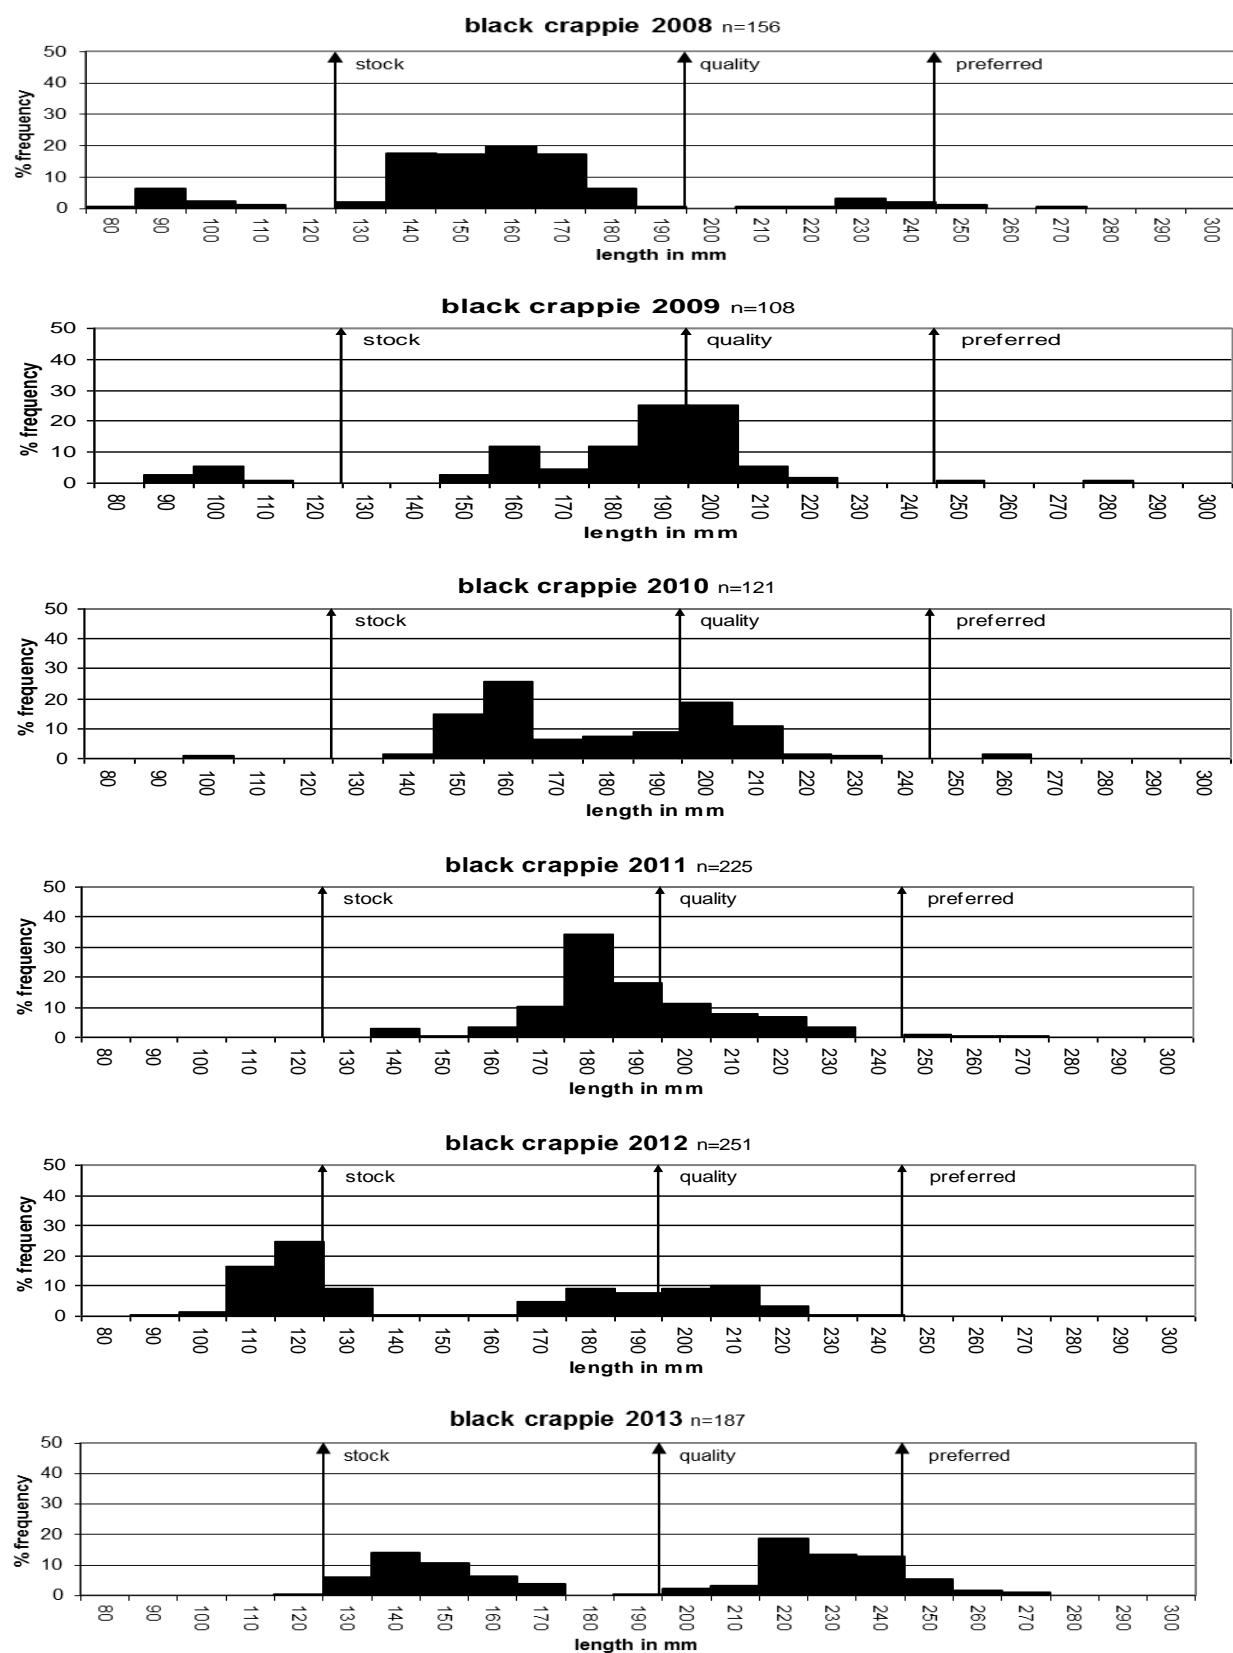 black crappie 2008 n=156
50
40
30
20
10
0
% frequency
stock
quality
preferred
80 90 100 110 120 130 140 150 160 170 180 190 200 210 220 230 240 250 260 270 280 290 300
length in mm
black crappie 2009 n=108
50
40
30
20
10
0
% frequency
stock
quality
preferred
80 90 100 110 120 130 140 150 160 170 180 190 200 210 220 230 240 250 260 270 280 290 300
length in mm
black crappie 2010 n=121
50
40
30
20
10
0
% frequency
stock
quality
preferred
80 90 100 110 120 130 140 150 160 170 180 190 200 210 220 230 240 250 260 270 280 290 300
length in mm
black crappie 2011 n=225
50
40
30
20
10
0
% frequency
stock
quality
preferred
80 90 100 110 120 130 140 150 160 170 180 190 200 210 220 230 240 250 260 270 280 290 300
length in mm
black crappie 2012 n=251
50
40
30
20
10
0
% frequency
stock
quality
preferred
80 90 100 110 120 130 140 150 160 170 180 190 200 210 220 230 240 250 260 270 280 290 300
length in mm
black crappie 2013 n=187
50
40
30
20
10
0
% frequency
stock
quality
preferred
80 90 100 110 120 130 140 150 160 170 180 190 200 210 220 230 240 250 260 270 280 290 300
length in mm